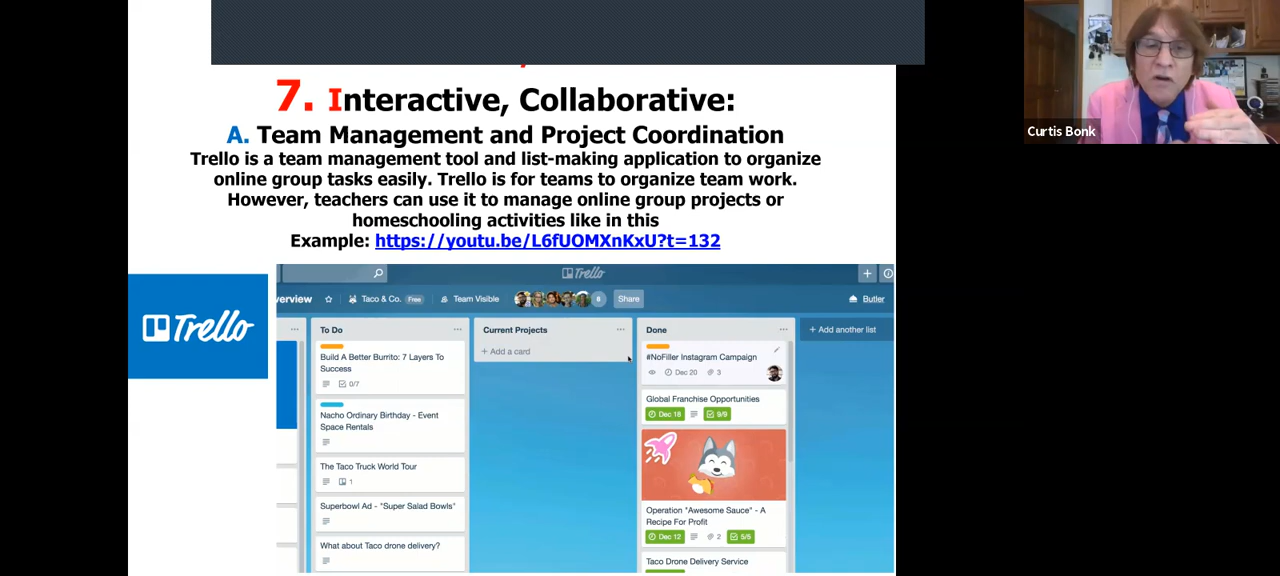 7. Interactive, Collaborative:
A. Team Management and Project Coordination
Trello is a team management tool and list-making application to organize
online group tasks easily. Trello is for teams to organize team work.
However, teachers can use it to manage online group projects or
homeschooling activities like in this
Example: https://youtu.be/L6fUOMXnKxU?t=132
Curtis Bonk
Trello
Trello
erview
Taco & Co. Free
Team Visible
8
Share
Butler
To Do
Build A Better Burrito: 7 Layers To
Success
0/7
Nacho Ordinary Birthday - Event
Space Rentals
The Taco Truck World Tour
1
Superbowl Ad - "Super Salad Bowls"
What about Taco drone delivery?
Current Projects
+ Add a card
Done
#NoFiller Instagram Campaign
Dec 20 3
Global Franchise Opportunities
Dec 18 9/9
Operation "Awesome Sauce" - A
Recipe For Profit
Dec 12 2 5/5
Taco Drone Delivery Service
+ Add another list